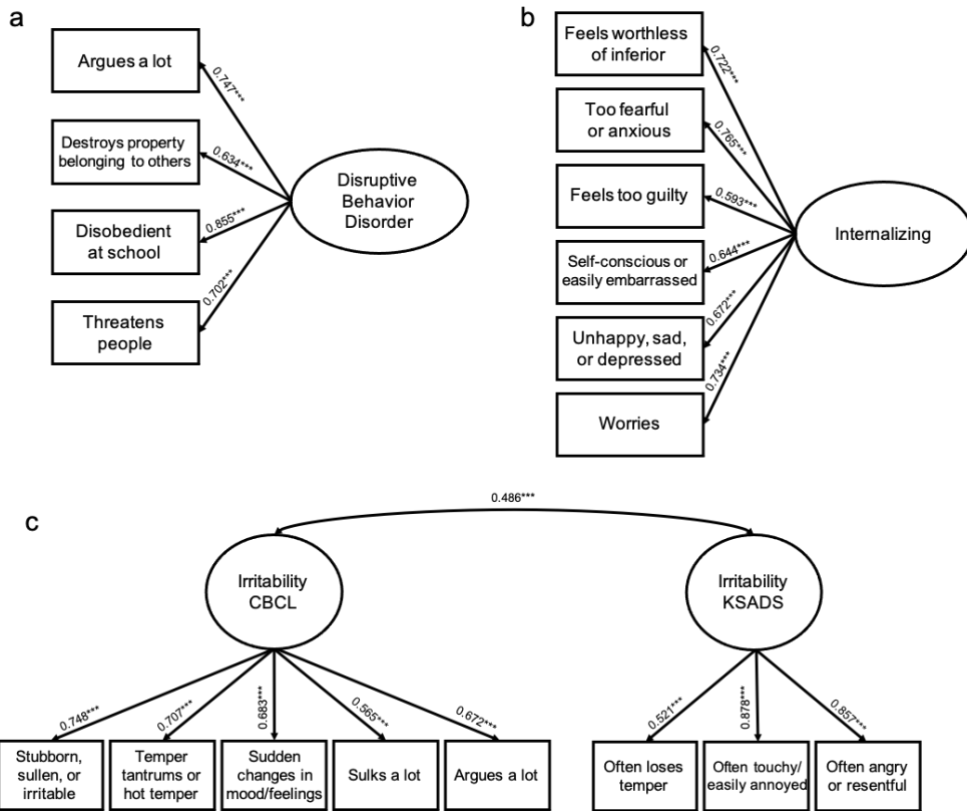 a
Argues a lot
0.747***
Destroys property
belonging to others
0.634***
Disobedient
at school
0.855***
Threatens
people
0.702***
Disruptive
Behavior
Disorder
b
Feels worthless
of inferior
0.722***
Too fearful
or anxious
0.765***
Feels too guilty
0.593***
Self-conscious or
easily embarrassed
0.644***
Unhappy, sad,
or depressed
0.672***
Worries
0.734***
Internalizing
c
0.486***
Irritability
CBCL
Irritability
KSADS
0.748***
0.707***
0.683***
0.565***
0.672***
0.521***
0.878***
0.857***
Stubborn,
sullen, or
irritable
Temper
tantrums or
hot temper
Sudden
changes in
mood/feelings
Sulks a lot
Argues a lot
Often loses
temper
Often touchy/
easily annoyed
Often angry
or resentful